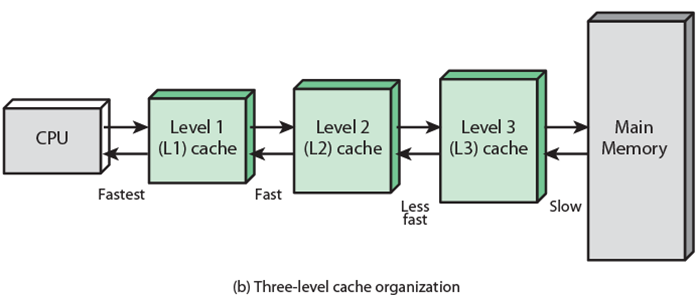 CPU
Level 1
(L1) cache
Level 2
(L2) cache
Level 3
(L3) cache
Main
Memory
Fastest
Fast
Less
fast
Slow
(b) Three-level cache organization